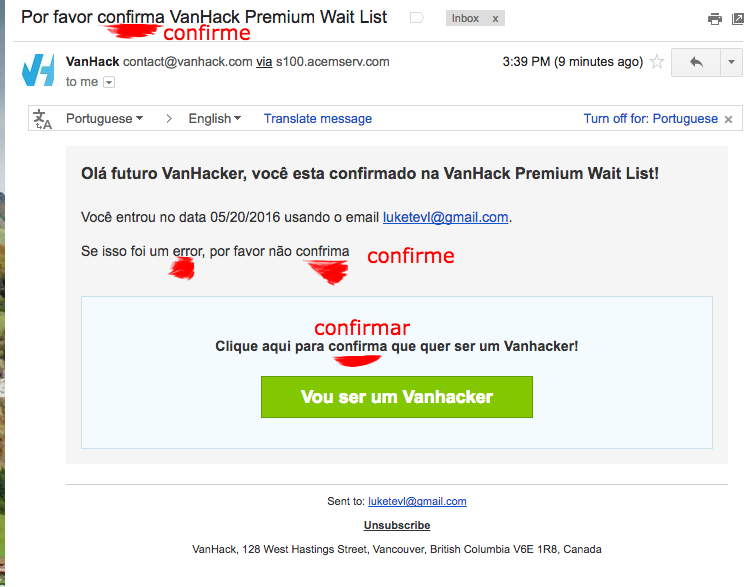 Por favor confirma VanHack Premium Wait List
Inbox x
confirme
VanHack contact@vanhack.com via s100.acemserv.com
3:39 PM (9 minutes ago)
to me
Portuguese > English Translate message
Turn off for: Portuguese x
Olá futuro VanHacker, você esta confirmado na VanHack Premium Wait List!
Você entrou no data 05/20/2016 usando o email luketevl@gmail.com.
Se isso foi um error, por favor não confrima
confirme
confirmar
Clique aqui para confirma que quer ser um Vanhacker!
Vou ser um Vanhacker
Sent to: luketevl@gmail.com
Unsubscribe
VanHack, 128 West Hastings Street, Vancouver, British Columbia V6E 1R8, Canada